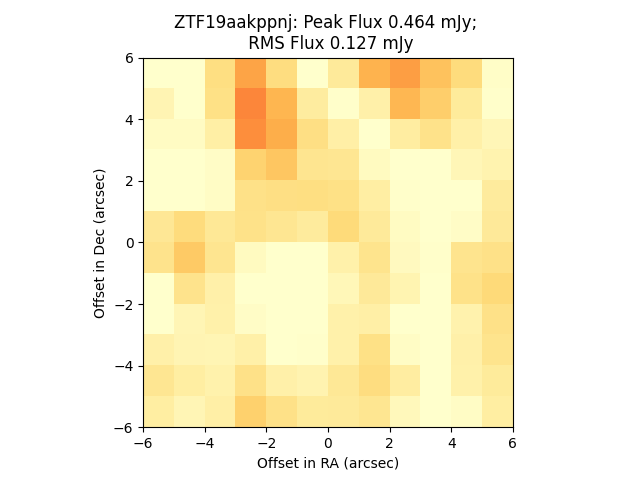 ZTF19aakppnj: Peak Flux 0.464 mJy;
RMS Flux 0.127 mJy
6
4
2
0
−2
−4
−6
Offset in Dec (arcsec)
−6 −4 −2 0 2 4 6
Offset in RA (arcsec)